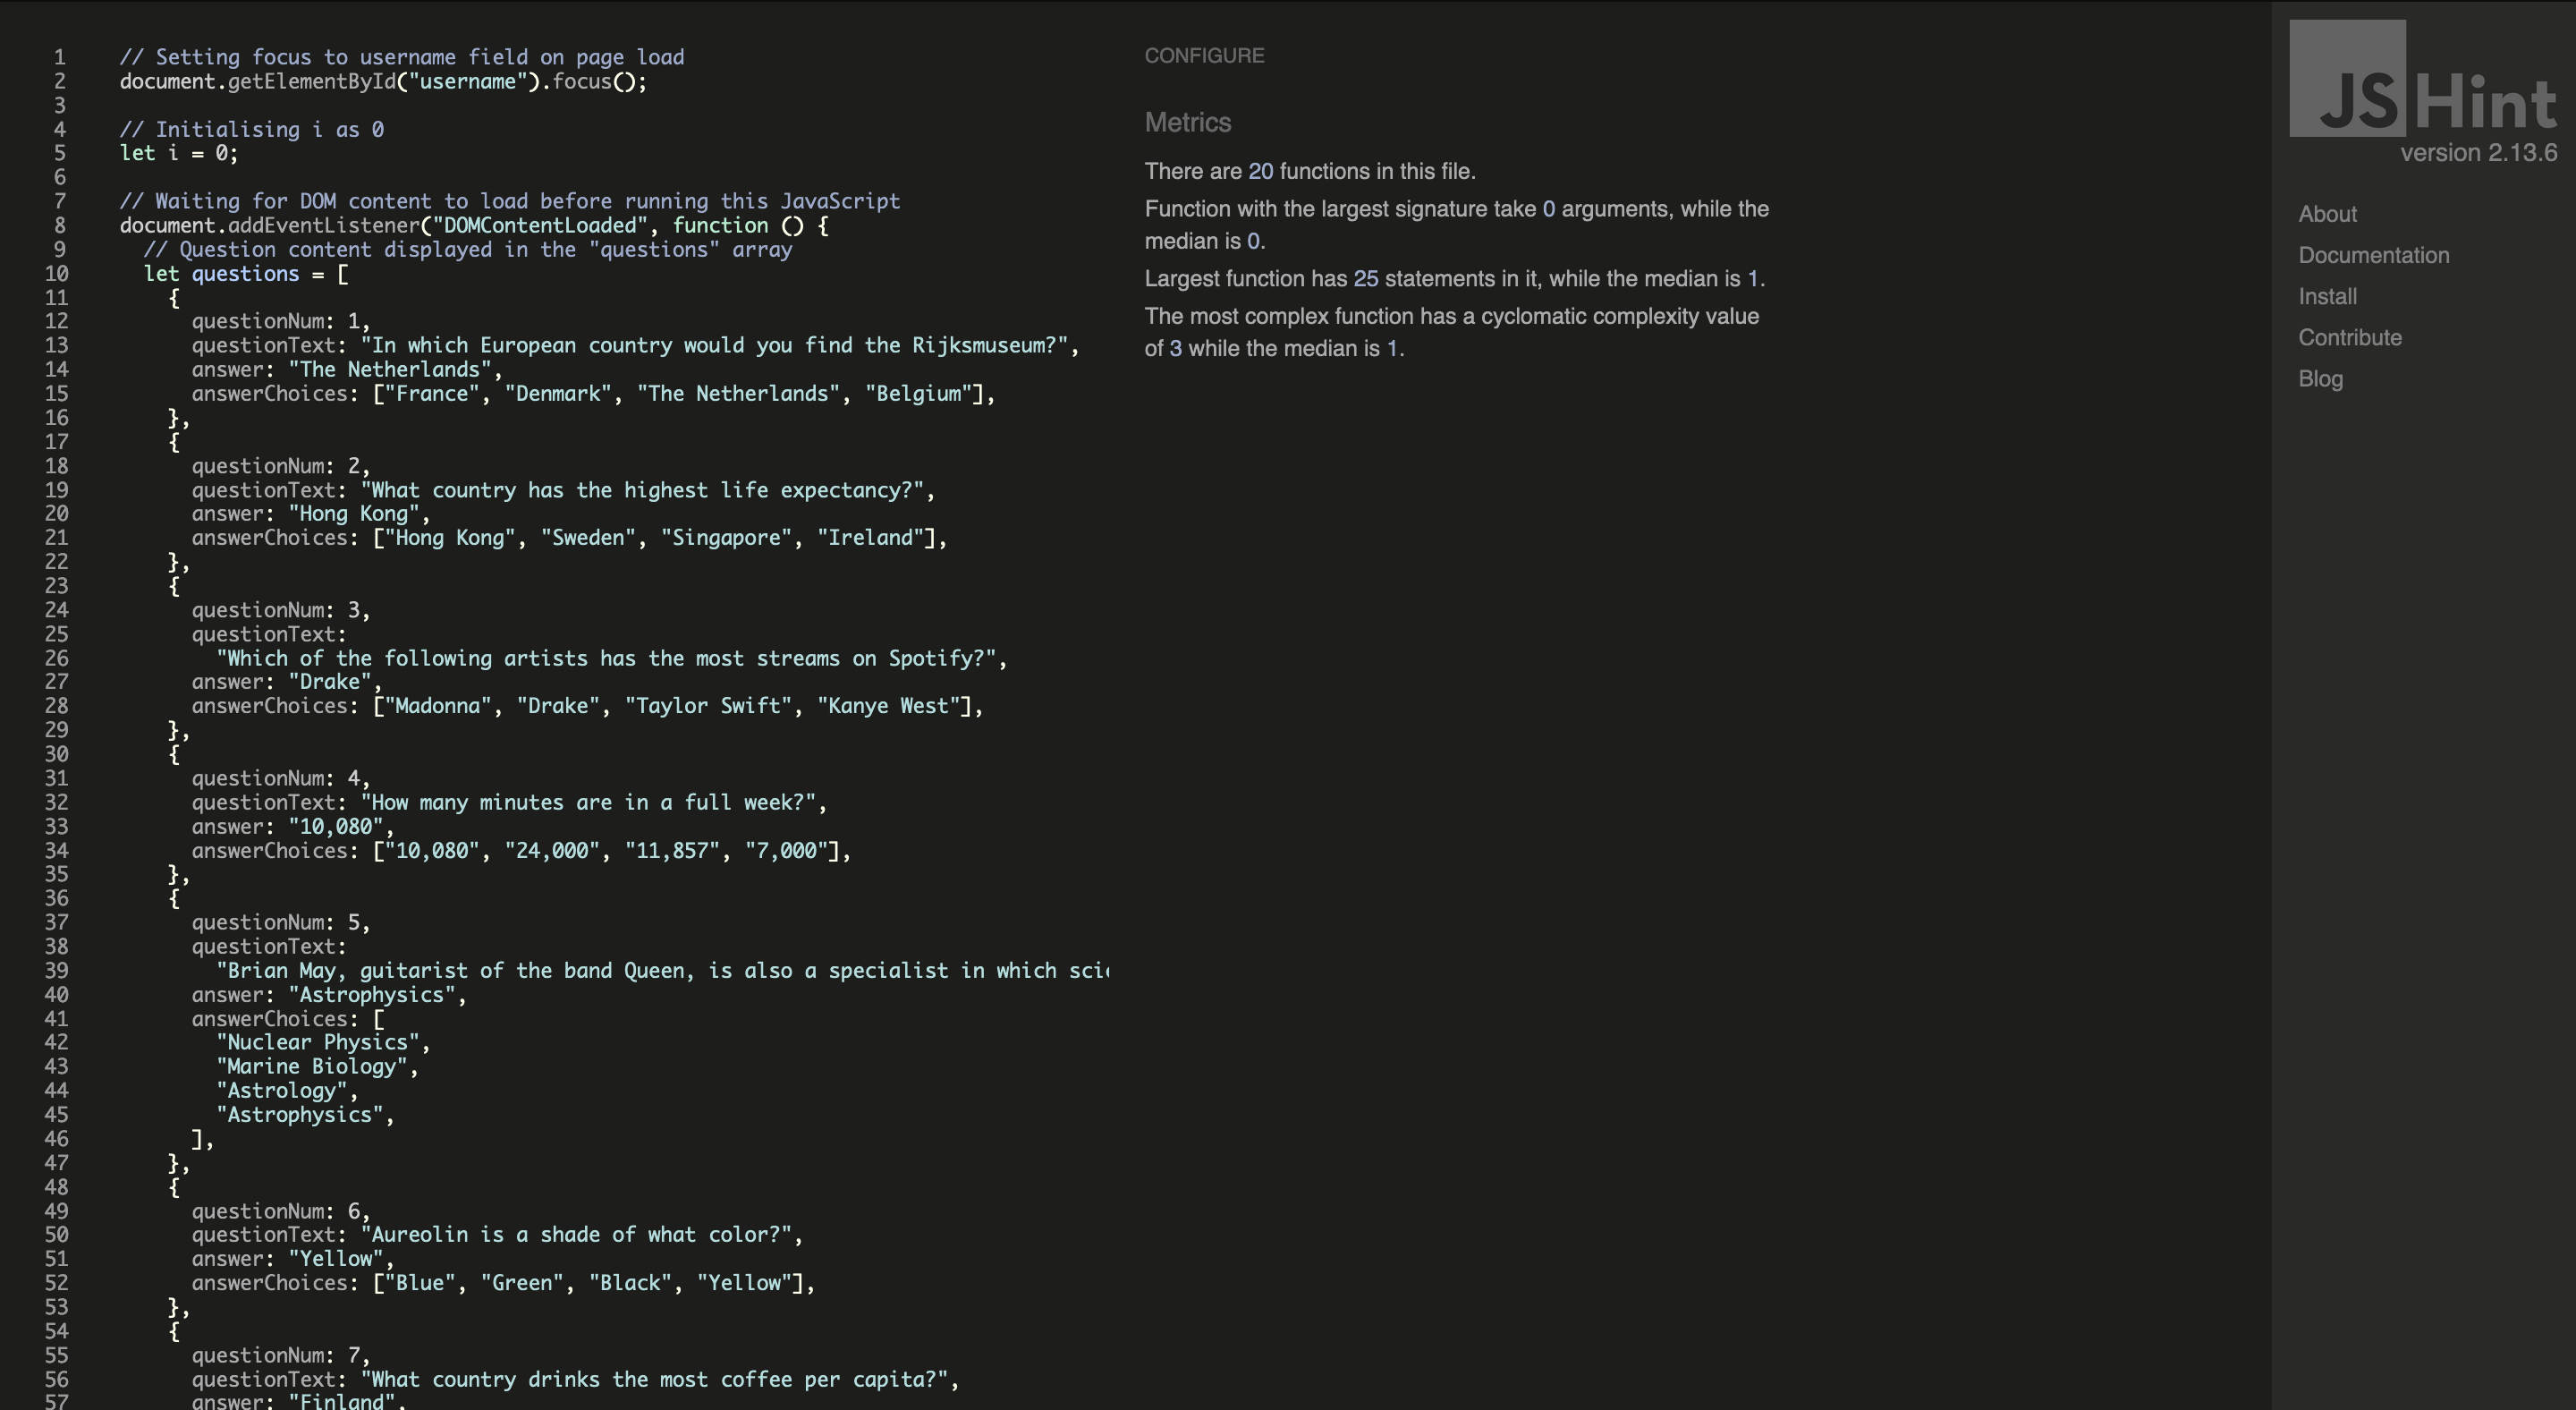 1 // Setting focus to username field on page load
2 document.getElementById("username").focus();
3
4 // Initialising i as 0
5 let i = 0;
6
7 // Waiting for DOM content to load before running this JavaScript
8 document.addEventListener("DOMContentLoaded", function () {
9 // Question content displayed in the "questions" array
10 let questions = [
11 {
12 questionNum: 1,
13 questionText: "In which European country would you find the Rijksmuseum?",
14 answer: "The Netherlands",
15 answerChoices: ["France", "Denmark", "The Netherlands", "Belgium"],
16 },
17 {
18 questionNum: 2,
19 questionText: "What country has the highest life expectancy?",
20 answer: "Hong Kong",
21 answerChoices: ["Hong Kong", "Sweden", "Singapore", "Ireland"],
22 },
23 {
24 questionNum: 3,
25 questionText:
26 "Which of the following artists has the most streams on Spotify?",
27 answer: "Drake",
28 answerChoices: ["Madonna", "Drake", "Taylor Swift", "Kanye West"],
29 },
30 {
31 questionNum: 4,
32 questionText: "How many minutes are in a full week?",
33 answer: "10,080",
34 answerChoices: ["10,080", "24,000", "11,857", "7,000"],
35 },
36 {
37 questionNum: 5,
38 questionText:
39 "Brian May, guitarist of the band Queen, is also a specialist in which
40 answer: "Astrophysics",
41 answerChoices: [
42 "Nuclear Physics",
43 "Marine Biology",
44 "Astrology",
45 "Astrophysics",
46 ],
47 },
48 {
49 questionNum: 6,
50 questionText: "Aureolin is a shade of what color?",
51 answer: "Yellow",
52 answerChoices: ["Blue", "Green", "Black", "Yellow"],
53 },
54 {
55 questionNum: 7,
56 questionText: "What country drinks the most coffee per capita?",
57 answer: "Finland",
CONFIGURE
Metrics
There are 20 functions in this file.
Function with the largest signature take 0 arguments, while the
median is 0.
Largest function has 25 statements in it, while the median is 1.
The most complex function has a cyclomatic complexity value
of 3 while the median is 1.
JSHint
version 2.13.6
About
Documentation
Install
Contribute
Blog